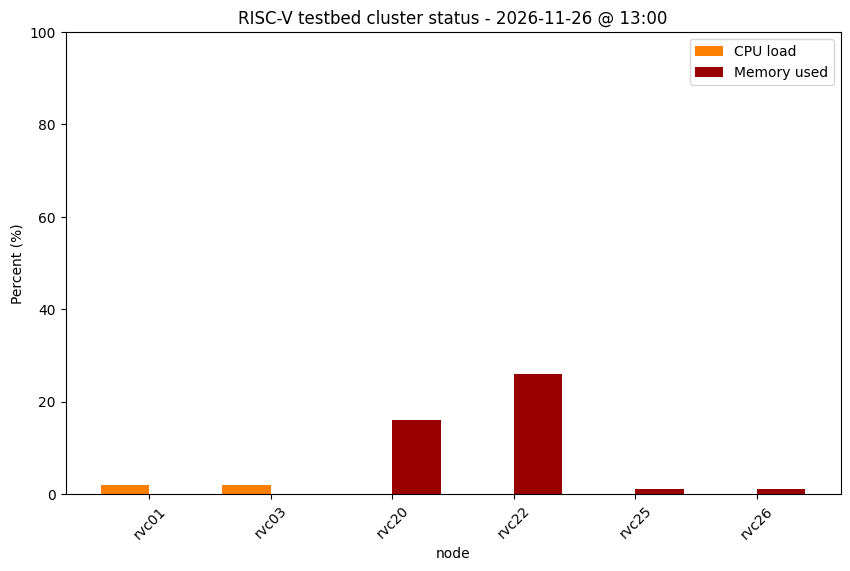 RISC-V testbed cluster status - 2026-11-26 @ 13:00
CPU load
Memory used
Percent (%)
100
80
60
40
20
0
rvc01
rvc03
rvc20
rvc22
rvc25
rvc26
node